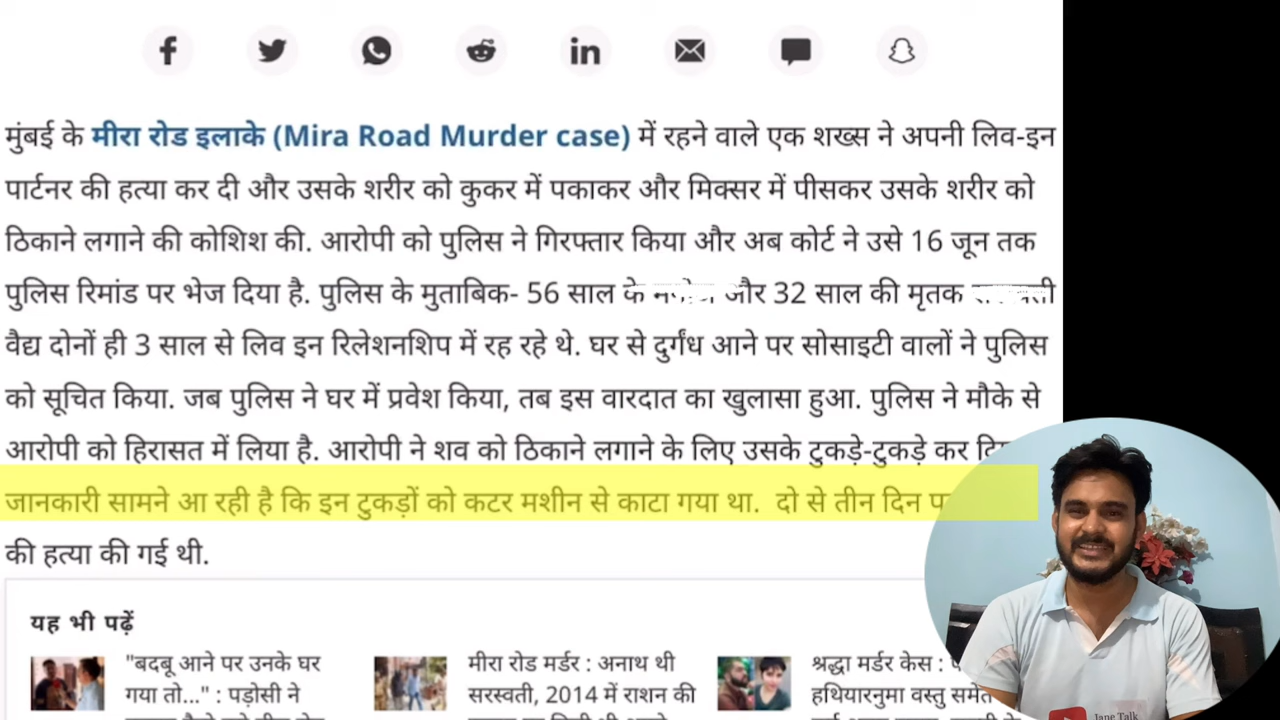 मुंबई के मीरा रोड इलाके (Mira Road Murder case) में रहने वाले एक शख्स ने अपनी लिव-इन
पार्टनर की हत्या कर दी और उसके शरीर को कुकर में पकाकर और मिक्सर में पीसकर उसके शरीर को
ठिकाने लगाने की कोशिश की. आरोपी को पुलिस ने गिरफ्तार किया और अब कोर्ट ने उसे 16 जून तक
पुलिस रिमांड पर भेज दिया है. पुलिस के मुताबिक- 56 साल के और 32 साल की मृतक
वैद्य दोनों ही 3 साल से लिव इन रिलेशनशिप में रह रहे थे. घर से दुर्गंध आने पर सोसाइटी वालों ने पुलिस
को सूचित किया. जब पुलिस ने घर में प्रवेश किया, तब इस वारदात का खुलासा हुआ. पुलिस ने मौके से
आरोपी को हिरासत में लिया है. आरोपी ने शव को ठिकाने लगाने के लिए उसके टुकड़े-टुकड़े कर
जानकारी सामने आ रही है कि इन टुकड़ों को कटर मशीन से काटा गया था. दो से तीन दिन
की हत्या की गई थी.
यह भी पढ़ें
"बदबू आने पर उनके घर
गया तो..." : पड़ोसी ने
मीरा रोड मर्डर : अनाथ थी
सरस्वती, 2014 में राशन की
श्रद्धा मर्डर केस :
हथियारनुमा वस्तु समेत
Jane Talk